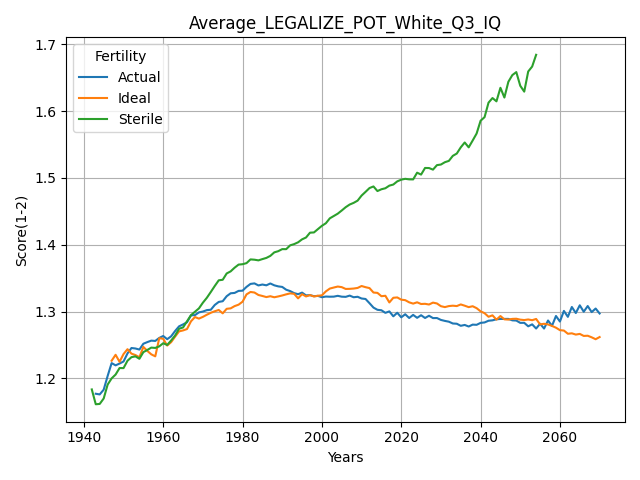 Average_LEGALIZE_POT_White_Q3_IQ
Fertility
Actual
Ideal
Sterile
Score(1-2)
1.7
1.6
1.5
1.4
1.3
1.2
1940 1960 1980 2000 2020 2040 2060
Years